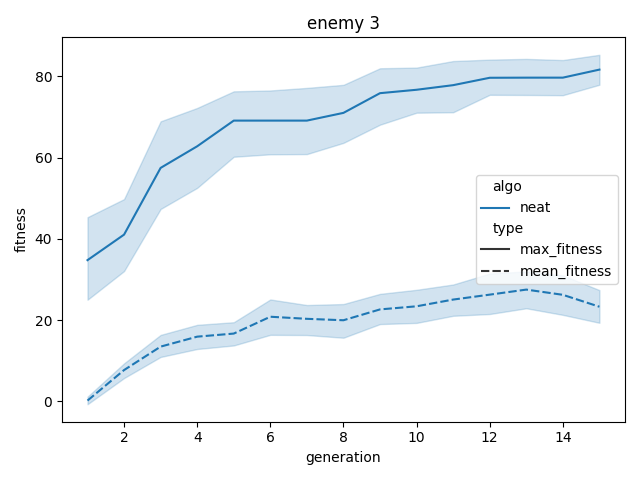 enemy 3
fitness
80
60
40
20
0
algo
neat
type
max_fitness
mean_fitness
2 4 6 8 10 12 14
generation